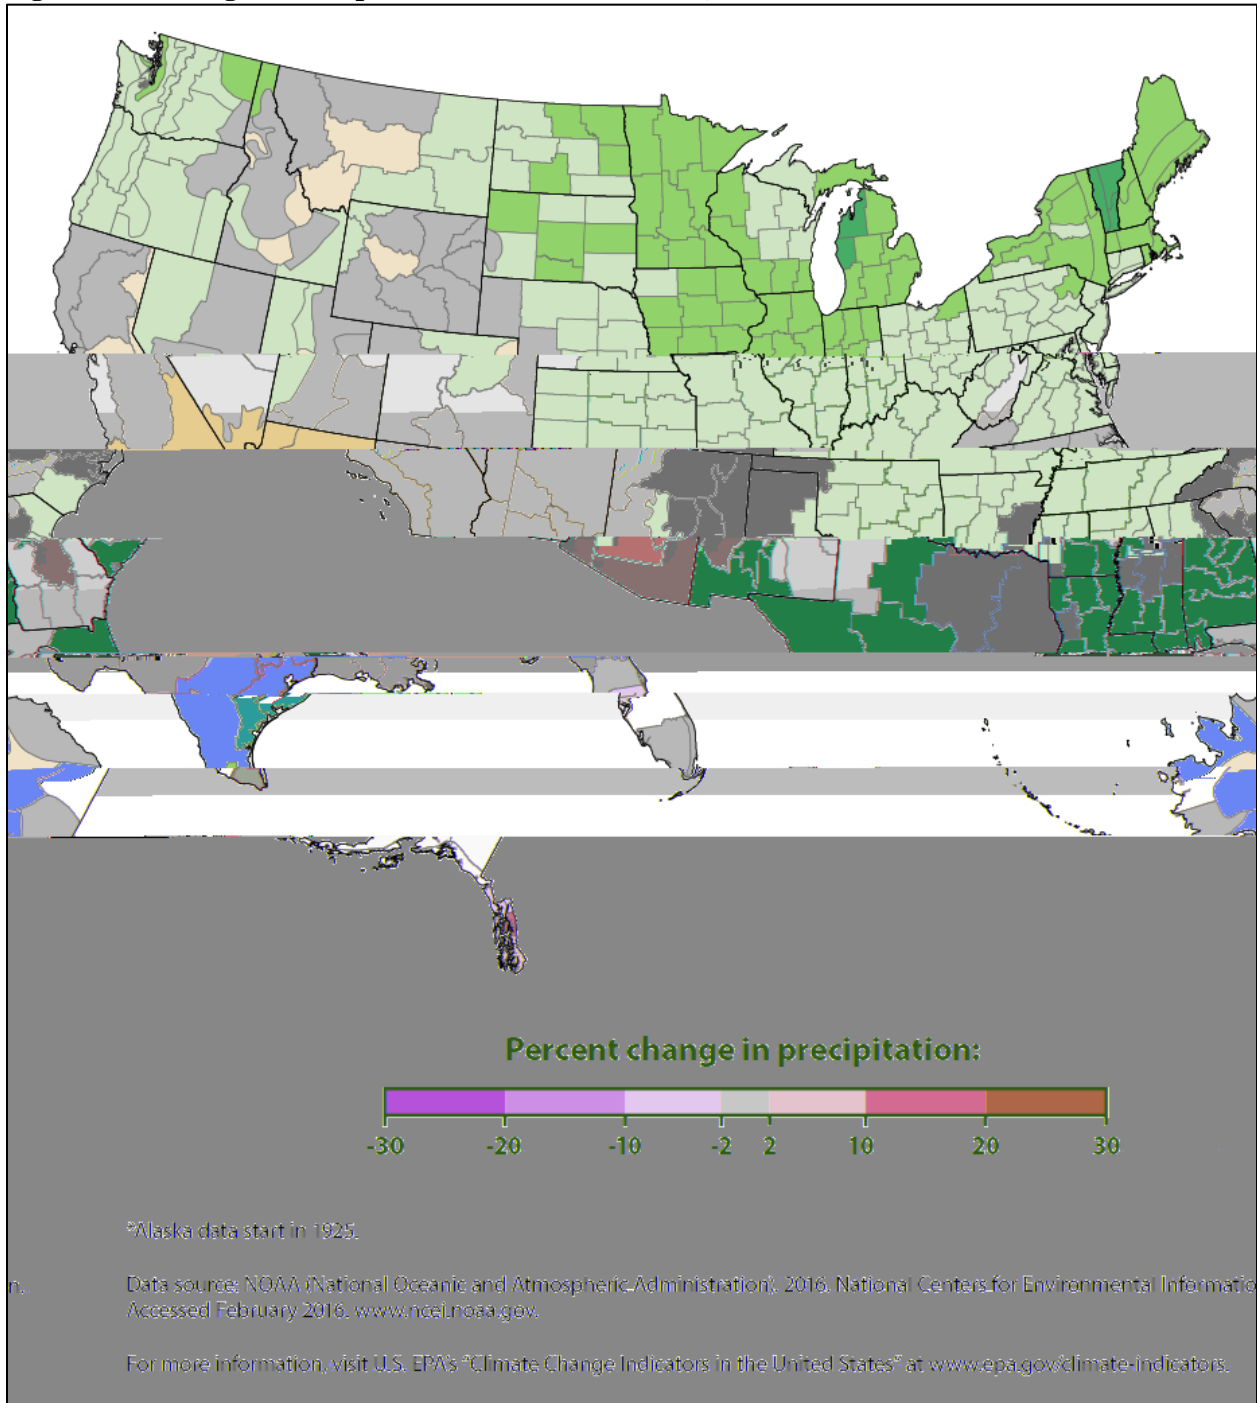 Percent change in precipitation:
-30 -20 -10 -2 2 10 20 30
*Alaska data start in 1925.
n. Data source: NOAA (National Oceanic and Atmospheric Administration). 2016. National Centers for Environmental Informatio
Accessed February 2016. www.ncei.noaa.gov.
For more information, visit U.S. EPA's "Climate Change Indicators in the United States" at www.epa.gov/climate-indicators.